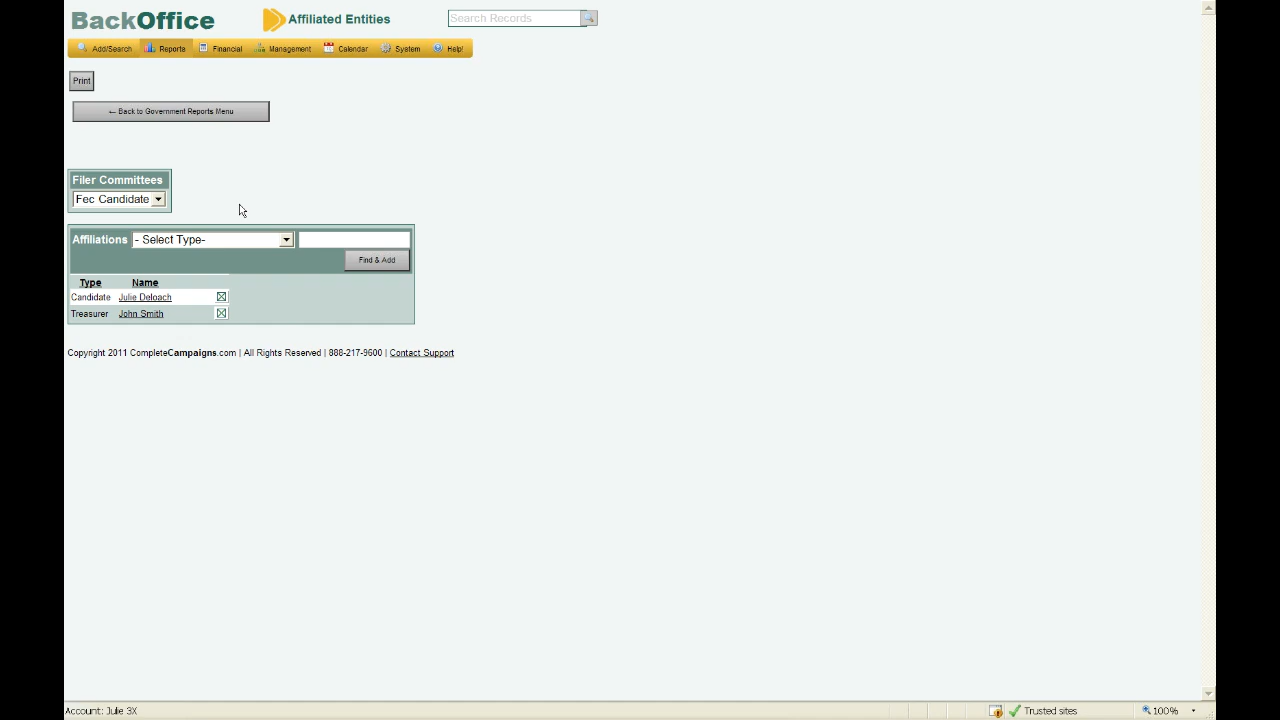 BackOffice Affiliated Entities Search Records
Add/Search Reports Financial Management Calendar System Help!
Print
← Back to Government Reports Menu
Filer Committees
Fec Candidate
Affiliations - Select Type-
Find & Add
Type Name
Candidate Julie Deloach
Treasurer John Smith
Copyright 2011 CompleteCampaigns.com | All Rights Reserved | 888-217-9600 | Contact Support
Account: Julie 3X Trusted sites 100%